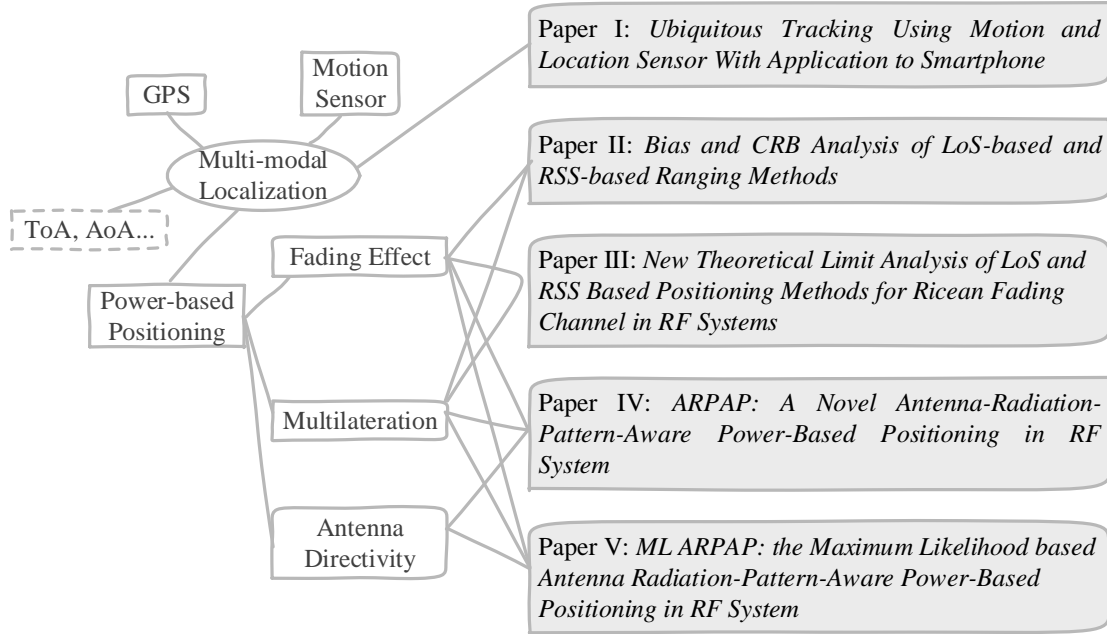 GPS
Motion
Sensor
Multi-modal
Localization
ToA, AoA...
Power-based
Positioning
Fading Effect
Multilateration
Antenna
Directivity
Paper I: Ubiquitous Tracking Using Motion and
Location Sensor With Application to Smartphone
Paper II: Bias and CRB Analysis of LoS-based and
RSS-based Ranging Methods
Paper III: New Theoretical Limit Analysis of LoS and
RSS Based Positioning Methods for Ricean Fading
Channel in RF Systems
Paper IV: ARPAP: A Novel Antenna-Radiation-
Pattern-Aware Power-Based Positioning in RF
System
Paper V: ML ARPAP: the Maximum Likelihood based
Antenna Radiation-Pattern-Aware Power-Based
Positioning in RF System